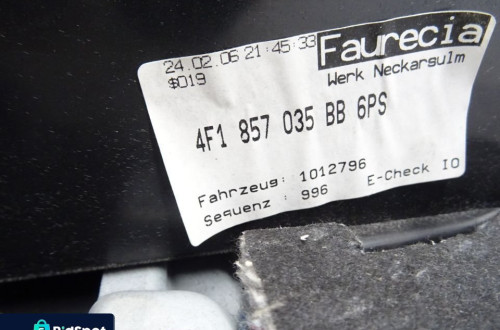 24.02.06 21:45:33 Faurecia
$019 Werk Neckarsulm
4F1 857 035 BB 6PS
Fahrzeug: 1012796
Sequenz : 996 E-Check IO
BidSpot